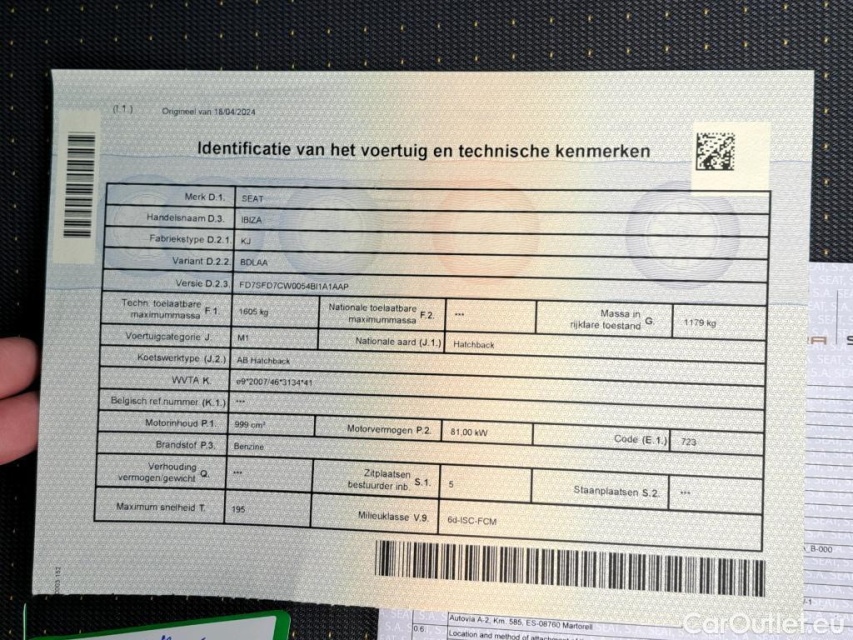 (1.1.) Origineel van 18/04/2024
Identificatie van het voertuig en technische kenmerken
Merk D.1. SEAT
Handelsnaam D.3. IBIZA
Fabriekstype D.2.1. KJ
Variant D.2.2. BDLAA
Versie D.2.3. FD7SFD7CW0054BI1A1AAP
Techn. toelaatbare maximummassa F.1. 1605 kg Nationale toelaatbare maximummassa F.2. *** Massa in rijklare toestand G. 1179 kg
Voertuigcategorie J. M1 Nationale aard (J.1.) Hatchback
Koetswerktype (J.2.) AB Hatchback
WVTA K. e9*2007/46*3134*41
Belgisch ref.nummer (K.1.) ***
Motorinhoud P.1. 999 cm³ Motorvermogen P.2. 81,00 kW Code (E.1.) 723
Brandstof P.3. Benzine
Verhouding vermogen/gewicht Q. *** Zitplaatsen bestuurder inb. S.1. 5 Staanplaatsen S.2. ***
Maximum snelheid T. 195 Milieuklasse V.9. 6d-ISC-FCM
_B-000
0.6 Autovia A-2, Km. 585, ES-08760 Martorell
Location and method of
CarOutlet.eu